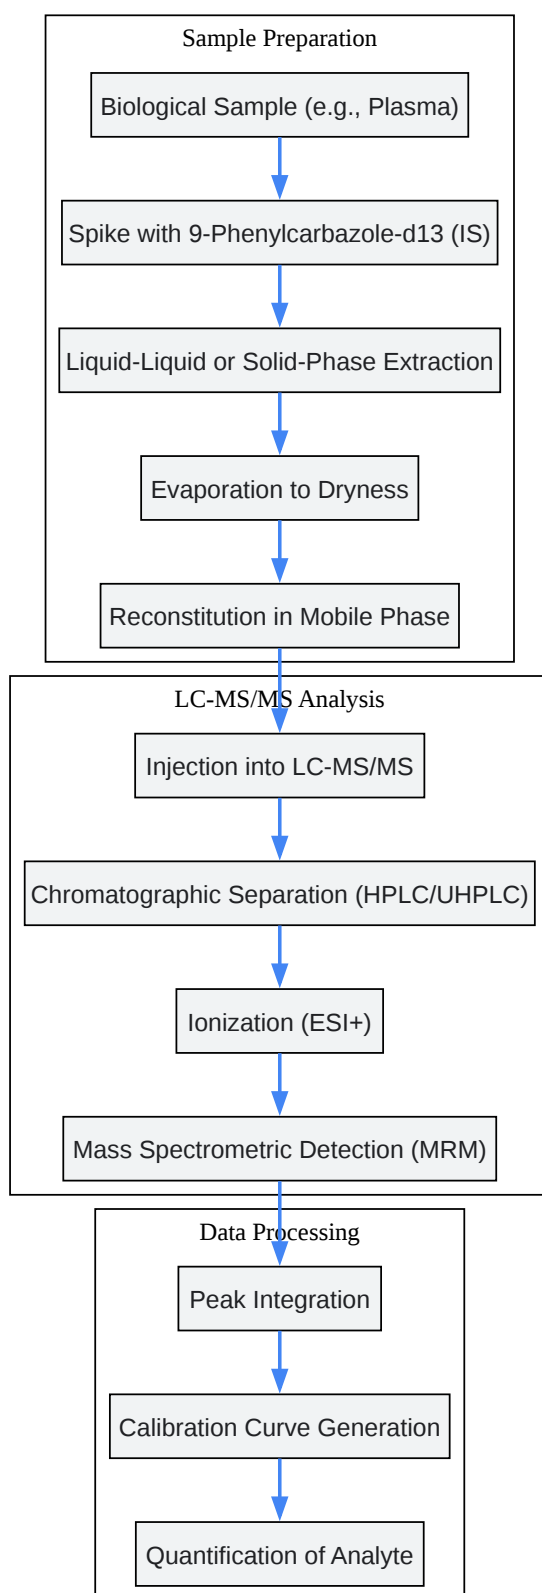 Sample Preparation
Biological Sample (e.g., Plasma)
Spike with 9-Phenylcarbazole-d13 (IS)
Liquid-Liquid or Solid-Phase Extraction
Evaporation to Dryness
Reconstitution in Mobile Phase
LC-MS/MS Analysis
Injection into LC-MS/MS
Chromatographic Separation (HPLC/UHPLC)
Ionization (ESI+)
Mass Spectrometric Detection (MRM)
Data Processing
Peak Integration
Calibration Curve Generation
Quantification of Analyte